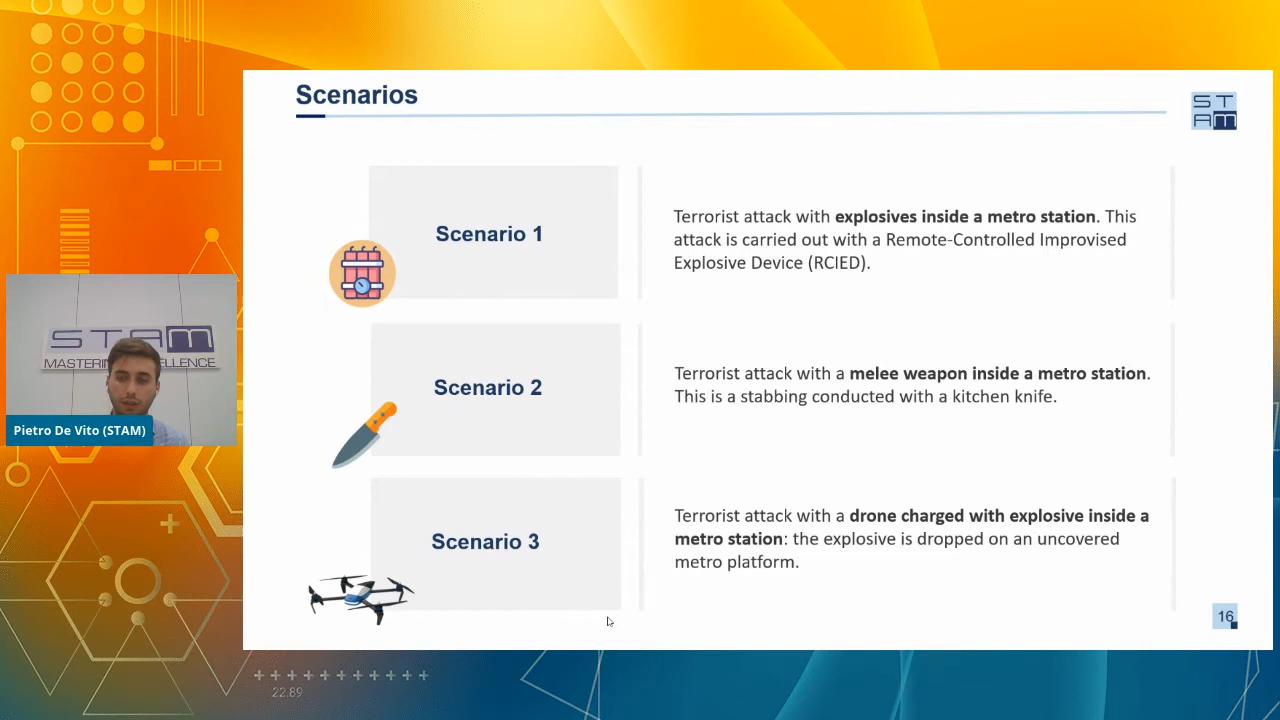 Scenarios
ST
AM
Scenario 1
Terrorist attack with explosives inside a metro station. This
attack is carried out with a Remote-Controlled Improvised
Explosive Device (RCIED).
STAM
MASTERIN ELLENCE
Pietro De Vito (STAM)
Scenario 2
Terrorist attack with a melee weapon inside a metro station.
This is a stabbing conducted with a kitchen knife.
Scenario 3
Terrorist attack with a drone charged with explosive inside a
metro station: the explosive is dropped on an uncovered
metro platform.
16
22.89